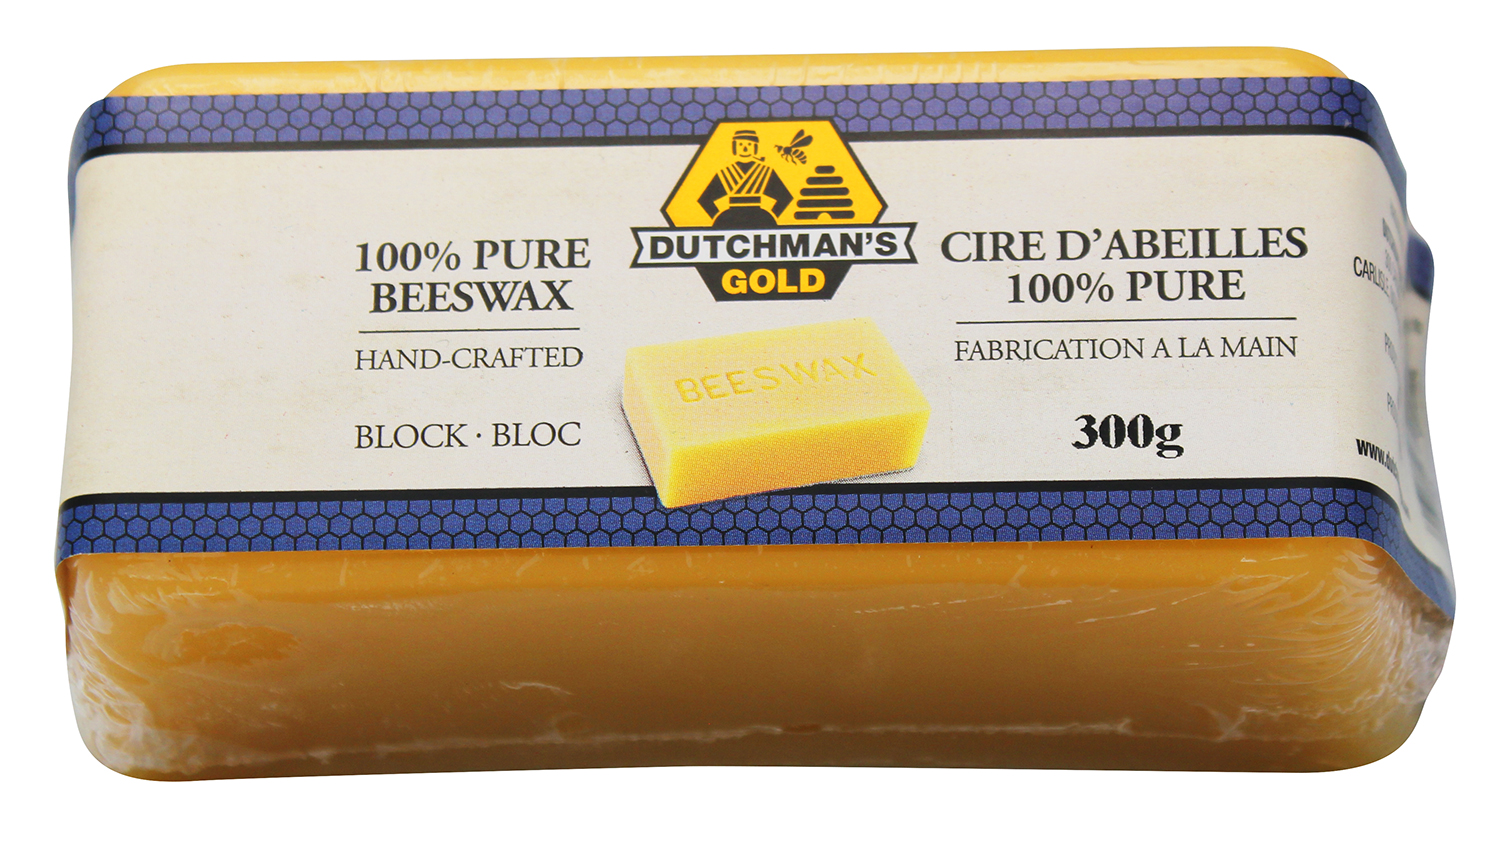 DUTCHMAN'S
GOLD
100% PURE
BEESWAX
HAND-CRAFTED
BLOCK · BLOC
BEESWAX
CIRE D'ABEILLES
100% PURE
FABRICATION A LA MAIN
300g